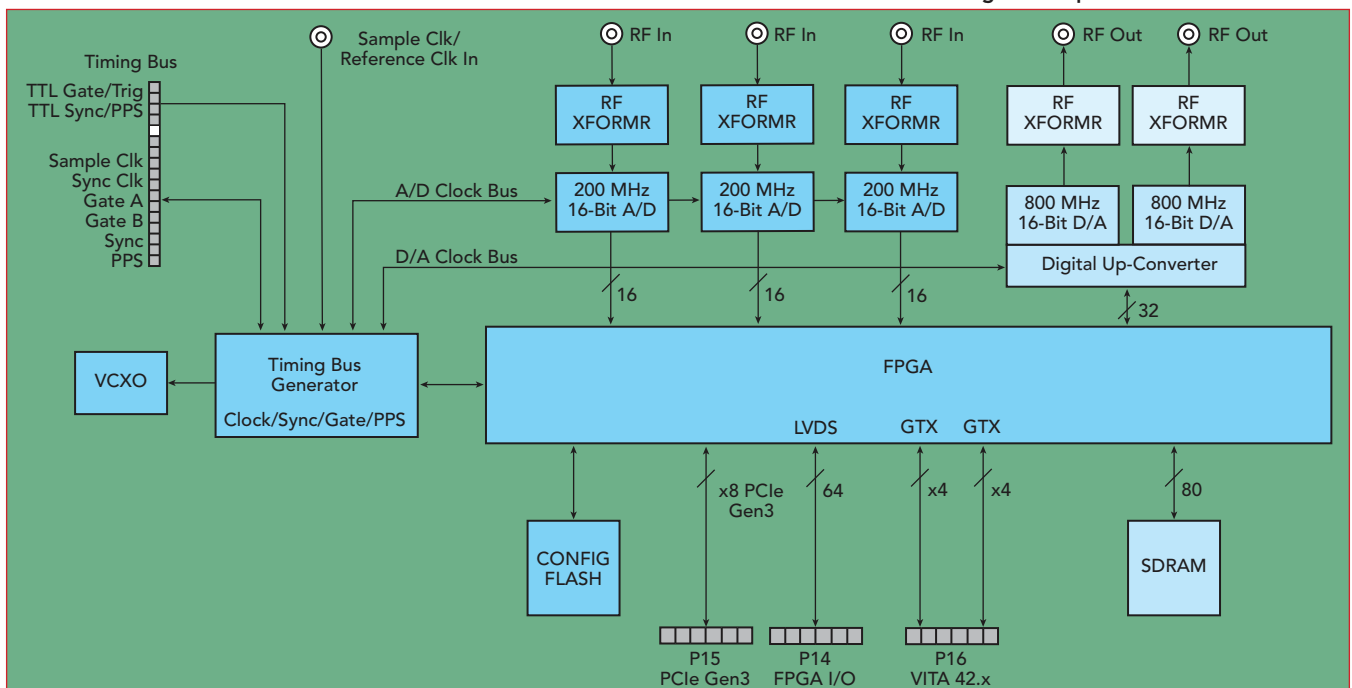 Sample Clk/
Reference Clk In
RF In
RF In
RF In
RF Out
RF Out
Timing Bus
TTL Gate/Trig
TTL Sync/PPS
Sample Clk
Sync Clk
Gate A
Gate B
Sync
PPS
RF
XFORMR
RF
XFORMR
RF
XFORMR
RF
XFORMR
RF
XFORMR
A/D Clock Bus
200 MHz
16-Bit A/D
200 MHz
16-Bit A/D
200 MHz
16-Bit A/D
800 MHz
16-Bit D/A
800 MHz
16-Bit D/A
D/A Clock Bus
Digital Up-Converter
16
16
16
32
VCXO
Timing Bus
Generator
Clock/Sync/Gate/PPS
FPGA
LVDS
GTX
GTX
x8 PCIe
Gen3
64
x4
x4
80
CONFIG
FLASH
SDRAM
P15
PCIe Gen3
P14
FPGA I/O
P16
VITA 42.x